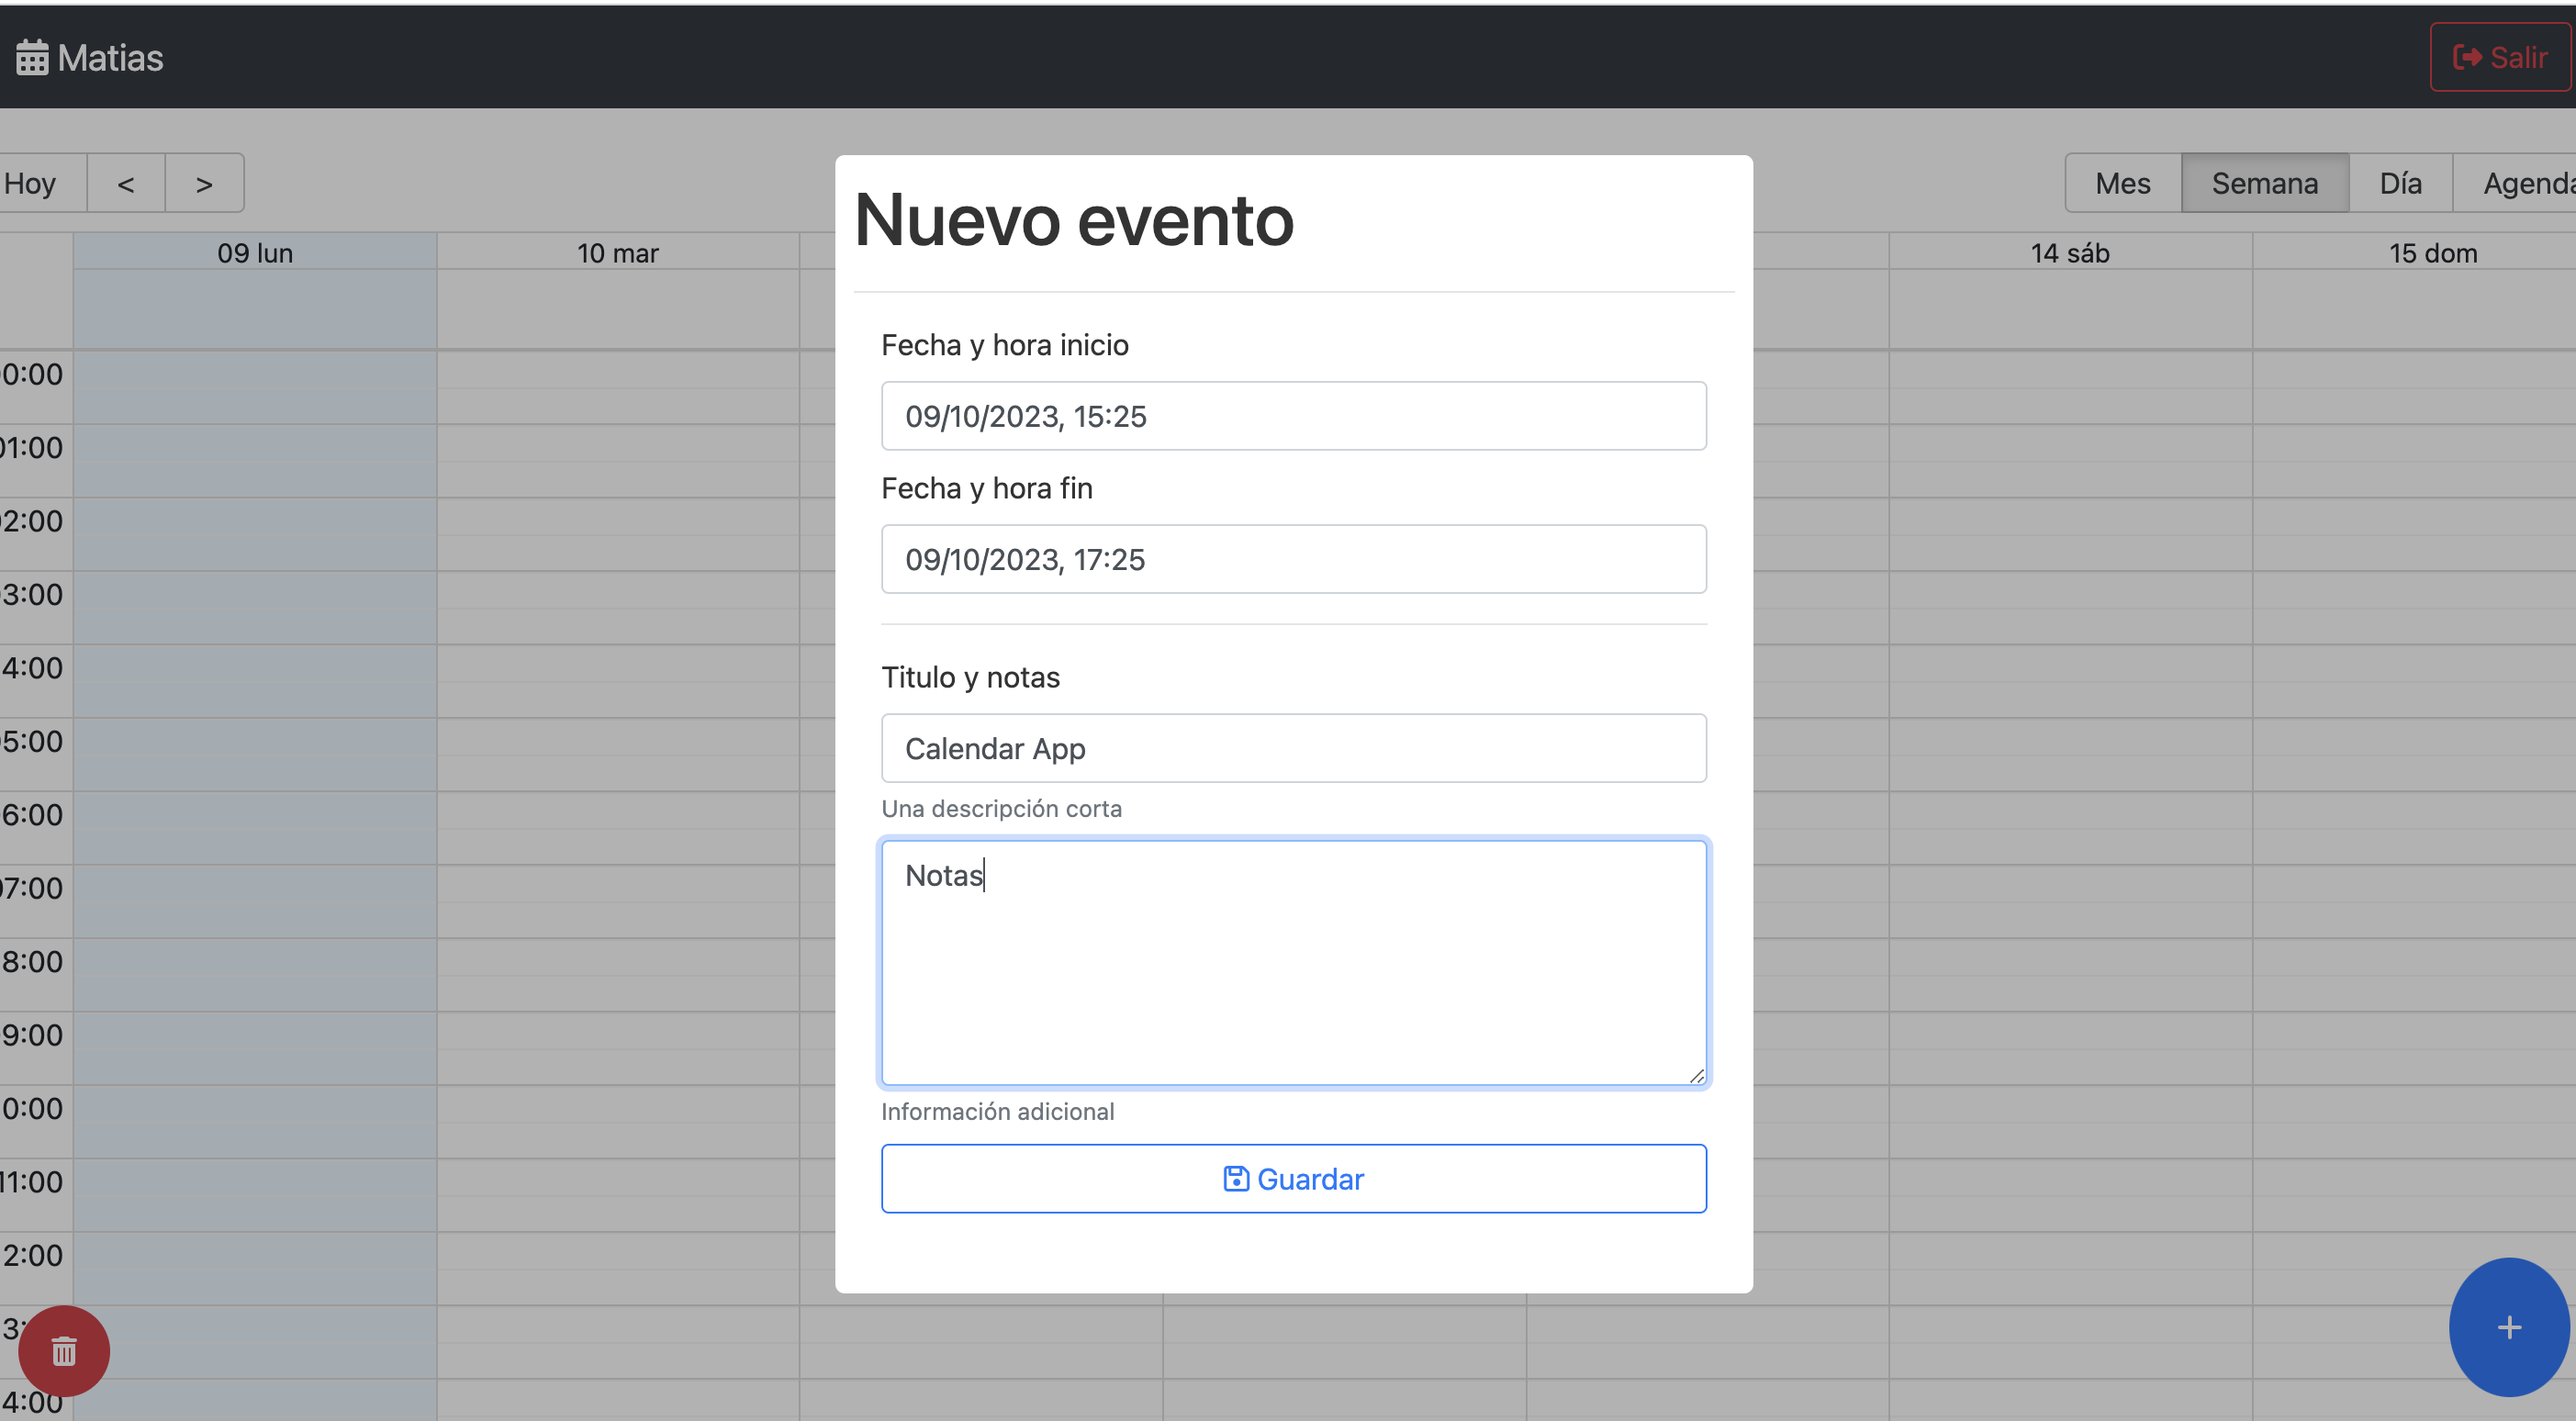 Matias
Salir
Hoy < >
Mes Semana Día Agenda
09 lun 10 mar 14 sáb 15 dom
Nuevo evento
Fecha y hora inicio
09/10/2023, 15:25
Fecha y hora fin
09/10/2023, 17:25
Titulo y notas
Calendar App
Una descripción corta
Notas
Información adicional
Guardar
0:00
01:00
2:00
3:00
4:00
5:00
6:00
07:00
8:00
9:00
0:00
11:00
2:00
3:
4:00
+